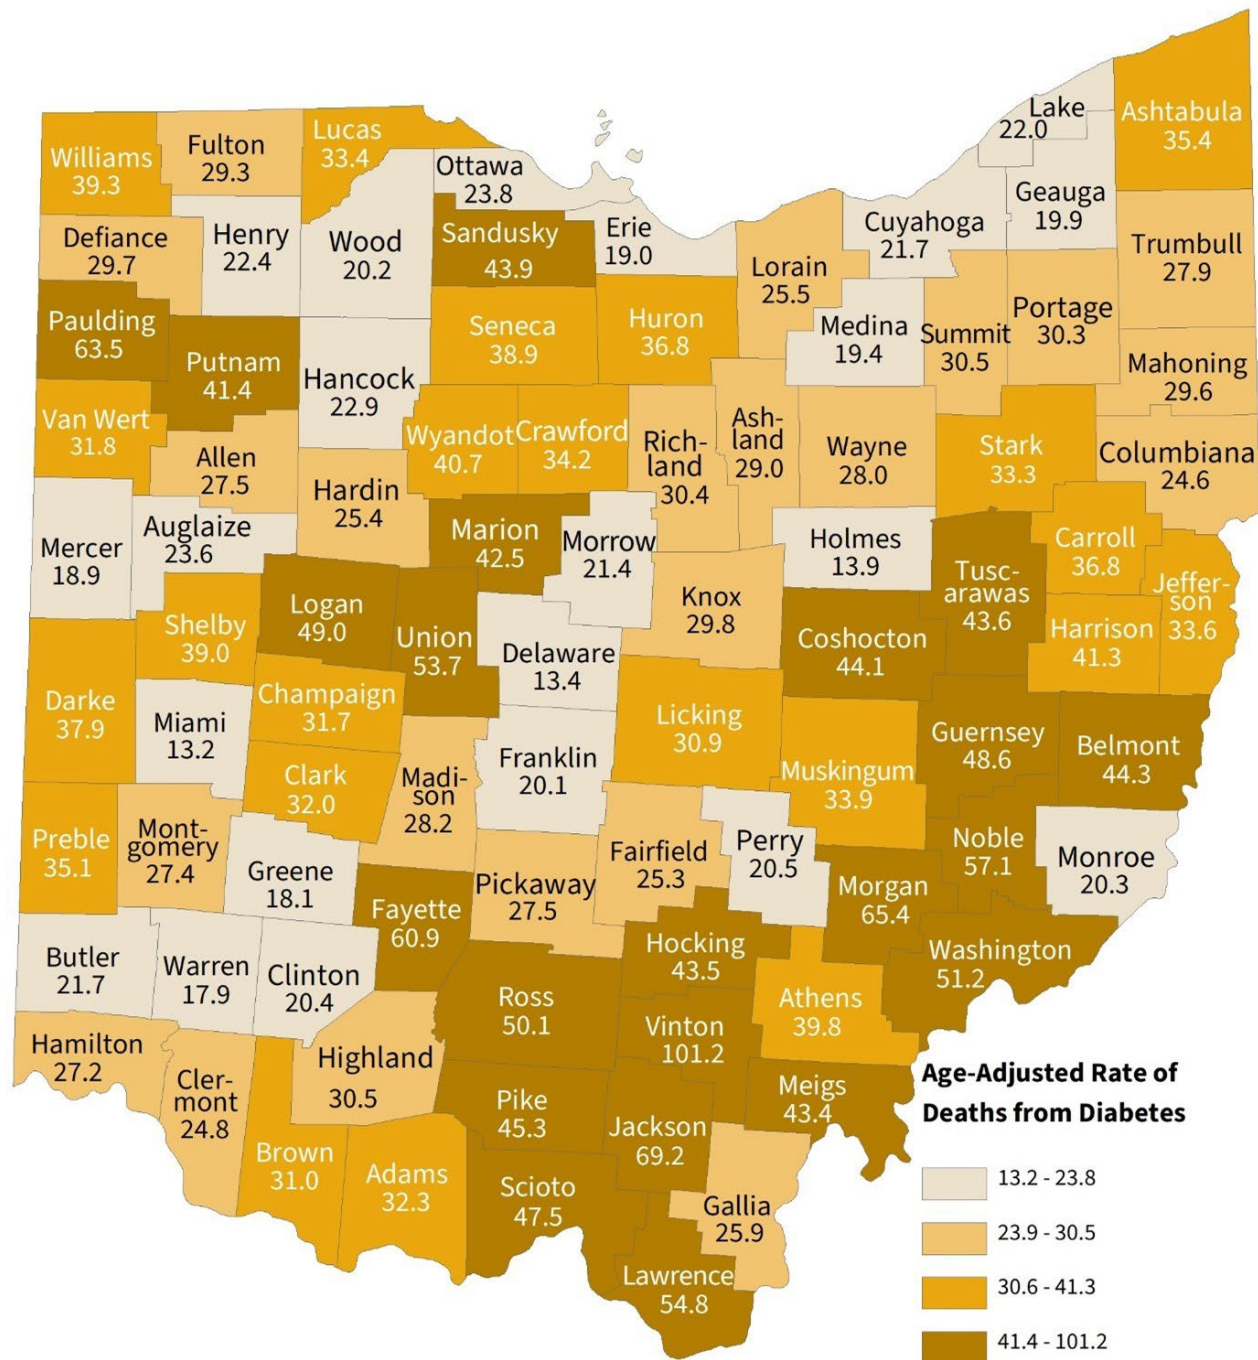 Lake
22.0
Ashtabula
35.4
Williams
39.3
Fulton
29.3
Lucas
33.4
Ottawa
23.8
Geauga
19.9
Defiance
29.7
Henry
22.4
Wood
20.2
Sandusky
43.9
Erie
19.0
Lorain
25.5
Cuyahoga
21.7
Trumbull
27.9
Paulding
63.5
Putnam
41.4
Hancock
22.9
Seneca
38.9
Huron
36.8
Medina
19.4
Summit
30.5
Portage
30.3
Mahoning
29.6
Van Wert
31.8
Allen
27.5
Hardin
25.4
Wyandot
40.7
Crawford
34.2
Rich-
land
30.4
Ash-
land
29.0
Wayne
28.0
Stark
33.3
Columbiana
24.6
Mercer
18.9
Auglaize
23.6
Marion
42.5
Morrow
21.4
Holmes
13.9
Tusc-
arawas
43.6
Carroll
36.8
Jeffer-
son
33.6
Shelby
39.0
Logan
49.0
Union
53.7
Delaware
13.4
Knox
29.8
Coshocton
44.1
Harrison
41.3
Darke
37.9
Miami
13.2
Champaign
31.7
Clark
32.0
Madi-
son
28.2
Franklin
20.1
Licking
30.9
Muskingum
33.9
Guernsey
48.6
Belmont
44.3
Preble
35.1
Mont-
gomery
27.4
Greene
18.1
Fayette
60.9
Pickaway
27.5
Fairfield
25.3
Perry
20.5
Morgan
65.4
Noble
57.1
Monroe
20.3
Butler
21.7
Warren
17.9
Clinton
20.4
Ross
50.1
Hocking
43.5
Vinton
101.2
Athens
39.8
Washington
51.2
Hamilton
27.2
Cler-
mont
24.8
Highland
30.5
Pike
45.3
Jackson
69.2
Meigs
43.4
Brown
31.0
Adams
32.3
Scioto
47.5
Gallia
25.9
Lawrence
54.8
Age-Adjusted Rate of
Deaths from Diabetes
13.2 - 23.8
23.9 - 30.5
30.6 - 41.3
41.4 - 101.2